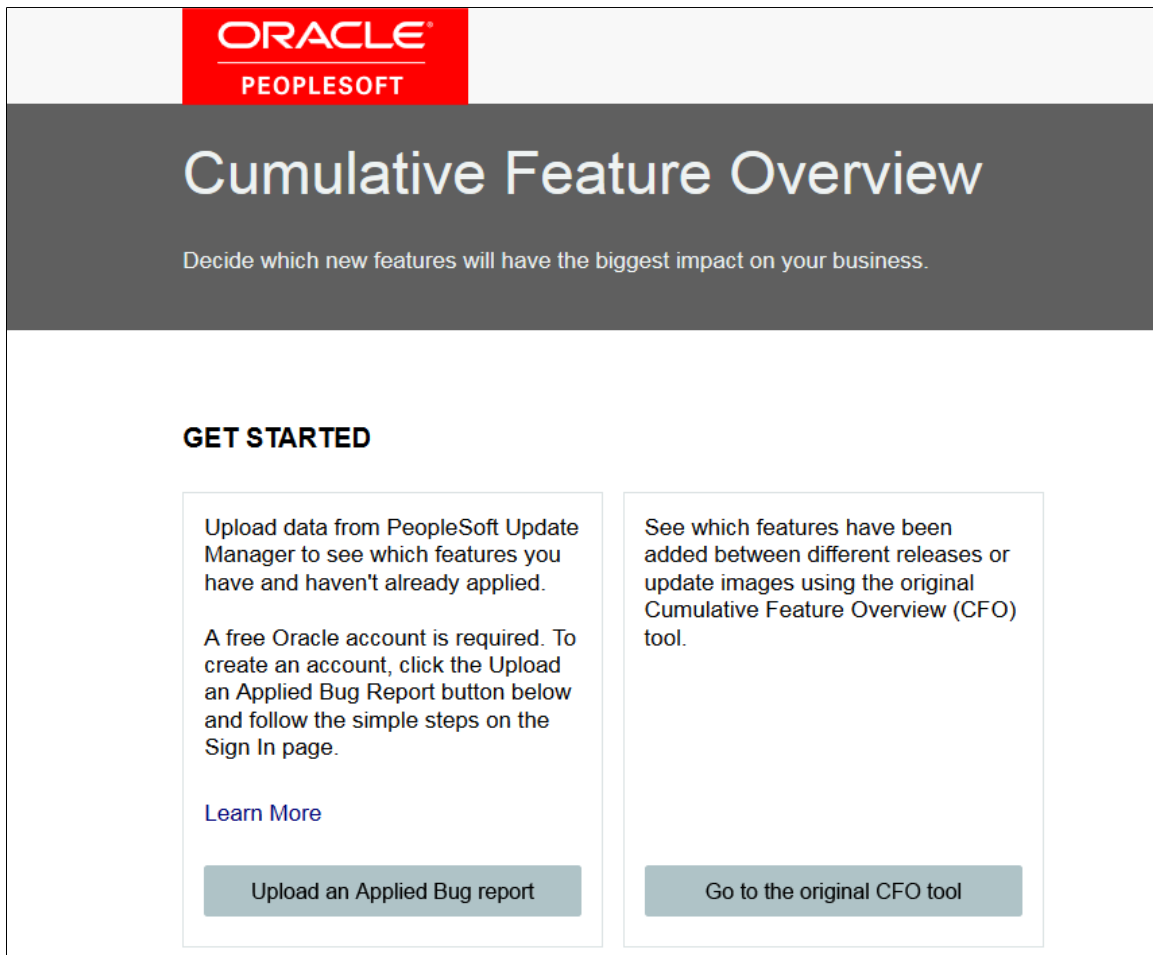 ORACLE®
PEOPLESOFT
Cumulative Feature Overview
Decide which new features will have the biggest impact on your business.
GET STARTED
Upload data from PeopleSoft Update
Manager to see which features you
have and haven't already applied.
A free Oracle account is required. To
create an account, click the Upload
an Applied Bug Report button below
and follow the simple steps on the
Sign In page.
Learn More
Upload an Applied Bug report
See which features have been
added between different releases or
update images using the original
Cumulative Feature Overview (CFO)
tool.
Go to the original CFO tool